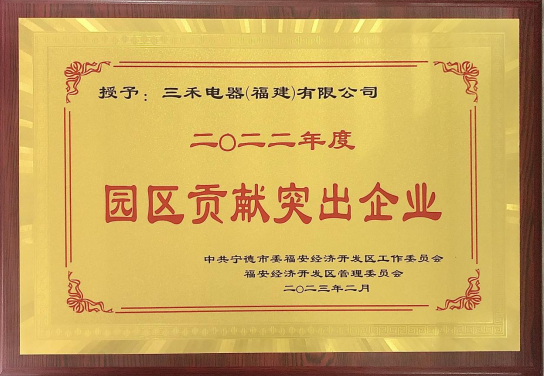 授予：三禾电器(福建)有限公司
二〇二二年度
园区贡献突出企业
中共宁德市委福安经济开发区工作委员会
福安经济开发区管理委员会
二〇二三年二月